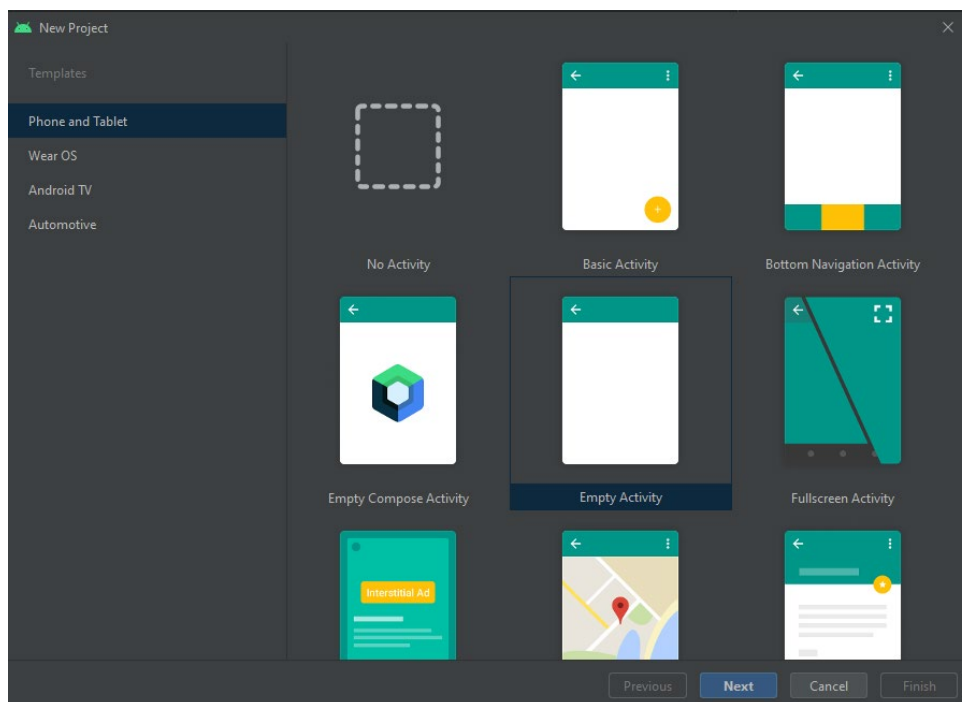 New Project
Templates
Phone and Tablet
Wear OS
Android TV
Automotive
No Activity
Basic Activity
Bottom Navigation Activity
Empty Compose Activity
Empty Activity
Fullscreen Activity
Interstitial Ad
Previous
Next
Cancel
Finish